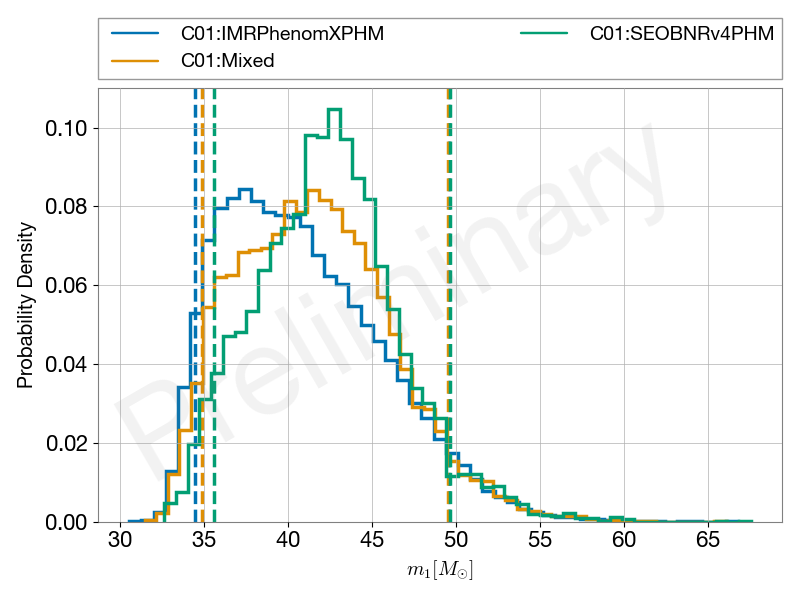 C01:IMRPhenomXPHM
C01:Mixed
C01:SEOBNRv4PHM
Preliminary
Probability Density
0.10
0.08
0.06
0.04
0.02
0.00
30 35 40 45 50 55 60 65
m₁[M☉]